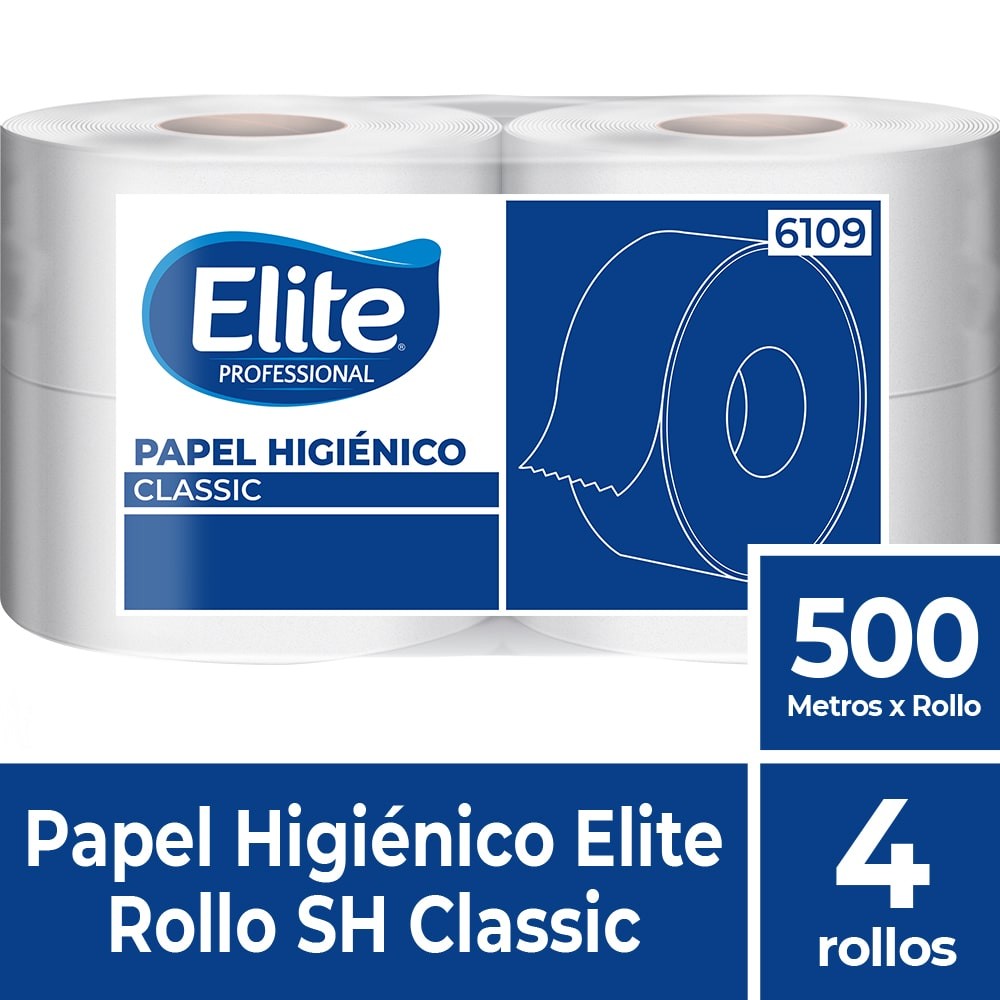 Elite®
PROFESSIONAL
PAPEL HIGIÉNICO
CLASSIC
6109
500
Metros x Rollo
Papel Higiénico Elite
Rollo SH Classic
4
rollos